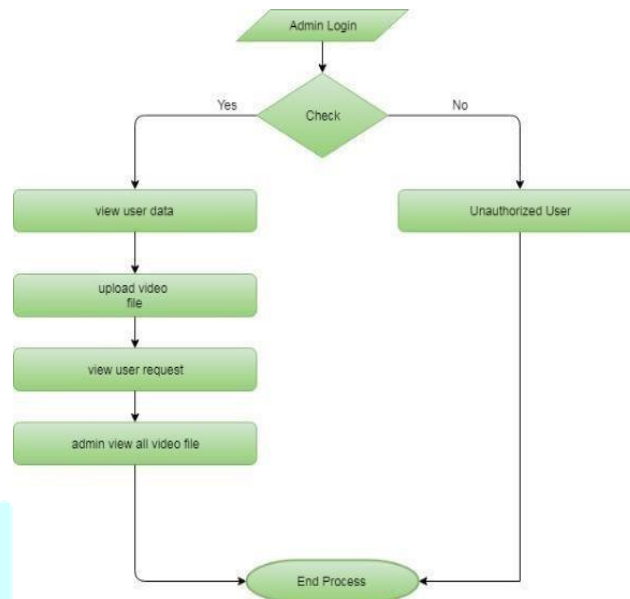 Admin Login
Check
Yes
No
view user data
Unauthorized User
upload video
file
view user request
admin view all video file
End Process